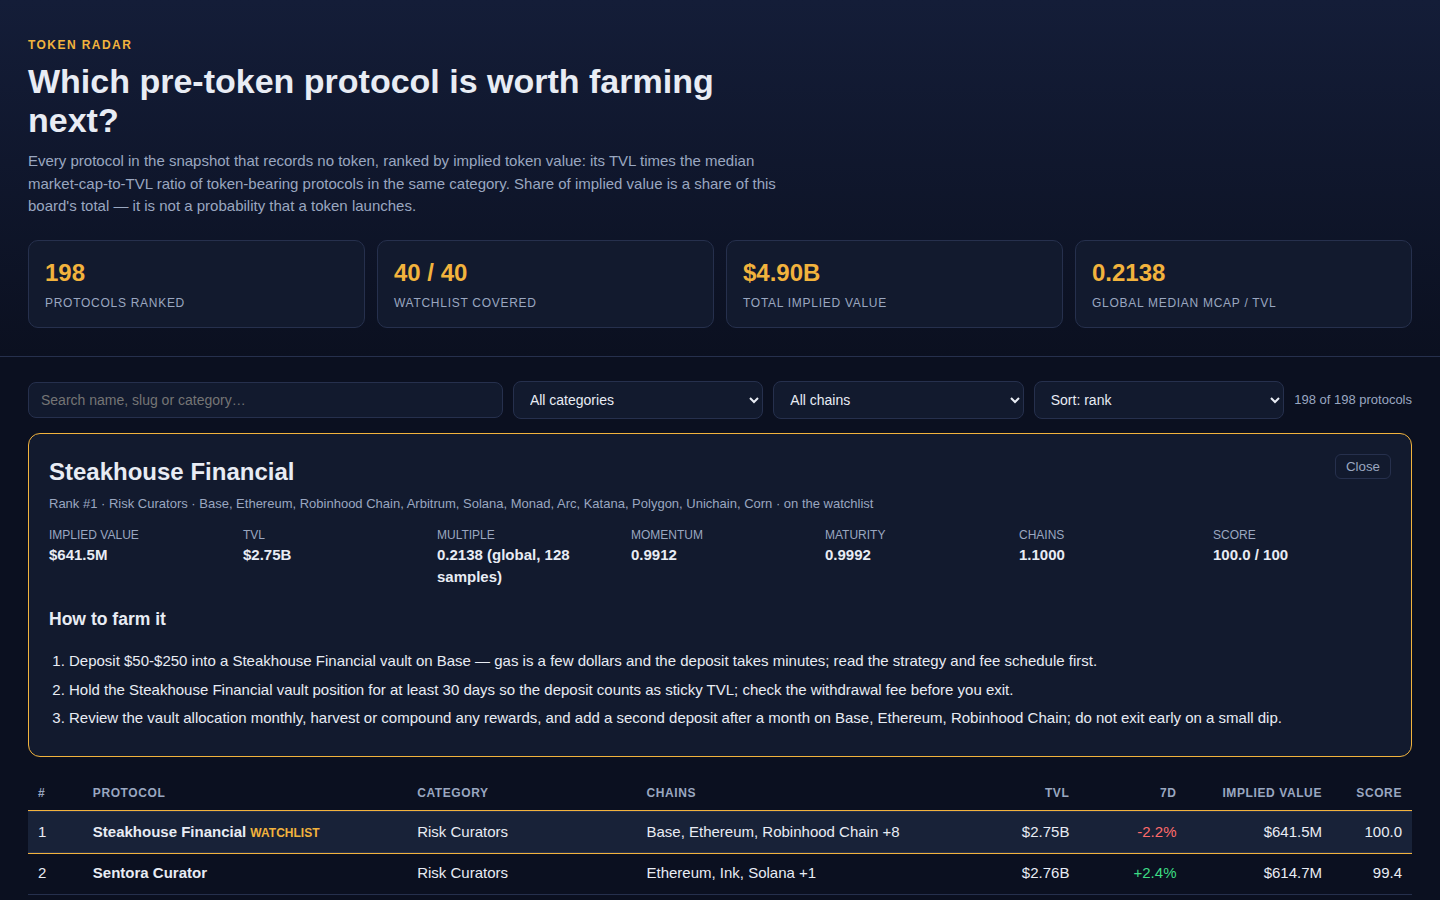 TOKEN RADAR
Which pre-token protocol is worth farming
next?
Every protocol in the snapshot that records no token, ranked by implied token value: its TVL times the median
market-cap-to-TVL ratio of token-bearing protocols in the same category. Share of implied value is a share of this
board's total — it is not a probability that a token launches.
198
PROTOCOLS RANKED
40 / 40
WATCHLIST COVERED
$4.90B
TOTAL IMPLIED VALUE
0.2138
GLOBAL MEDIAN MCAP / TVL
Search name, slug or category…
All categories
All chains
Sort: rank
198 of 198 protocols
Steakhouse Financial
Close
Rank #1 · Risk Curators · Base, Ethereum, Robinhood Chain, Arbitrum, Solana, Monad, Arc, Katana, Polygon, Unichain, Corn · on the watchlist
IMPLIED VALUE TVL MULTIPLE MOMENTUM MATURITY CHAINS SCORE
$641.5M $2.75B 0.2138 (global, 128 0.9912 0.9992 1.1000 100.0 / 100
samples)
How to farm it
1. Deposit $50-$250 into a Steakhouse Financial vault on Base — gas is a few dollars and the deposit takes minutes; read the strategy and fee schedule first.
2. Hold the Steakhouse Financial vault position for at least 30 days so the deposit counts as sticky TVL; check the withdrawal fee before you exit.
3. Review the vault allocation monthly, harvest or compound any rewards, and add a second deposit after a month on Base, Ethereum, Robinhood Chain; do not exit early on a small dip.
# PROTOCOL CATEGORY CHAINS TVL 7D IMPLIED VALUE SCORE
1 Steakhouse Financial WATCHLIST Risk Curators Base, Ethereum, Robinhood Chain +8 $2.75B -2.2% $641.5M 100.0
2 Sentora Curator Risk Curators Ethereum, Ink, Solana +1 $2.76B +2.4% $614.7M 99.4